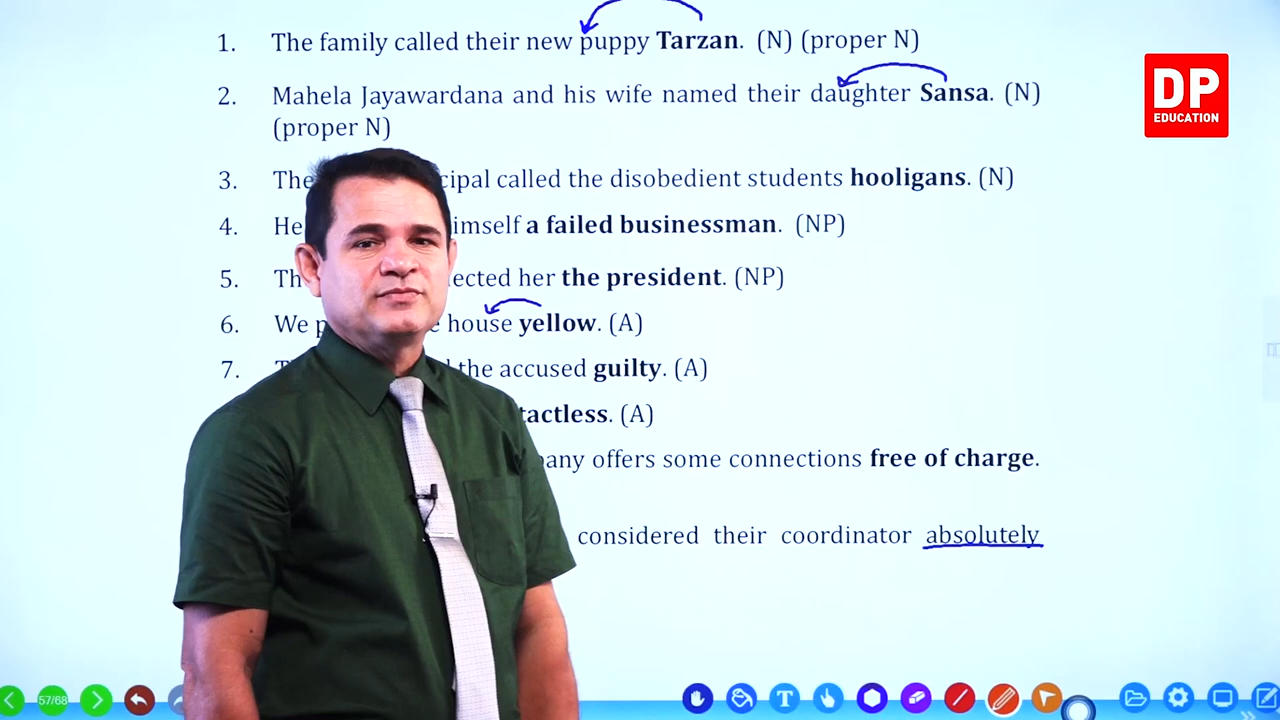 1. The family called their new puppy Tarzan. (N) (proper N)
2. Mahela Jayawardana and his wife named their daughter Sansa. (N)
(proper N)
3. The cipal called the disobedient students hooligans. (N)
4. He imself a failed businessman. (NP)
5. Th lected her the president. (NP)
6. We p e house yellow. (A)
7. the accused guilty. (A)
tactless. (A)
pany offers some connections free of charge.
considered their coordinator absolutely
DP
EDUCATION
57/68